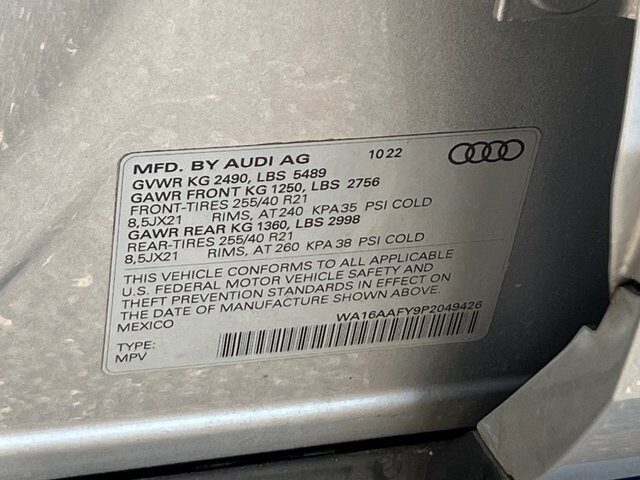 MFD. BY AUDI AG 10 22
GVWR KG 2490, LBS 5489
GAWR FRONT KG 1250, LBS 2756
FRONT-TIRES 255/40 R21
8,5JX21 RIMS, AT 240 KPA 35 PSI COLD
GAWR REAR KG 1360, LBS 2998
REAR-TIRES 255/40 R21
8,5JX21 RIMS, AT 260 KPA 38 PSI COLD
THIS VEHICLE CONFORMS TO ALL APPLICABLE
U.S. FEDERAL MOTOR VEHICLE SAFETY AND
THEFT PREVENTION STANDARDS IN EFFECT ON
THE DATE OF MANUFACTURE SHOWN ABOVE.
MEXICO WA16AAFY9P2049426
TYPE:
MPV